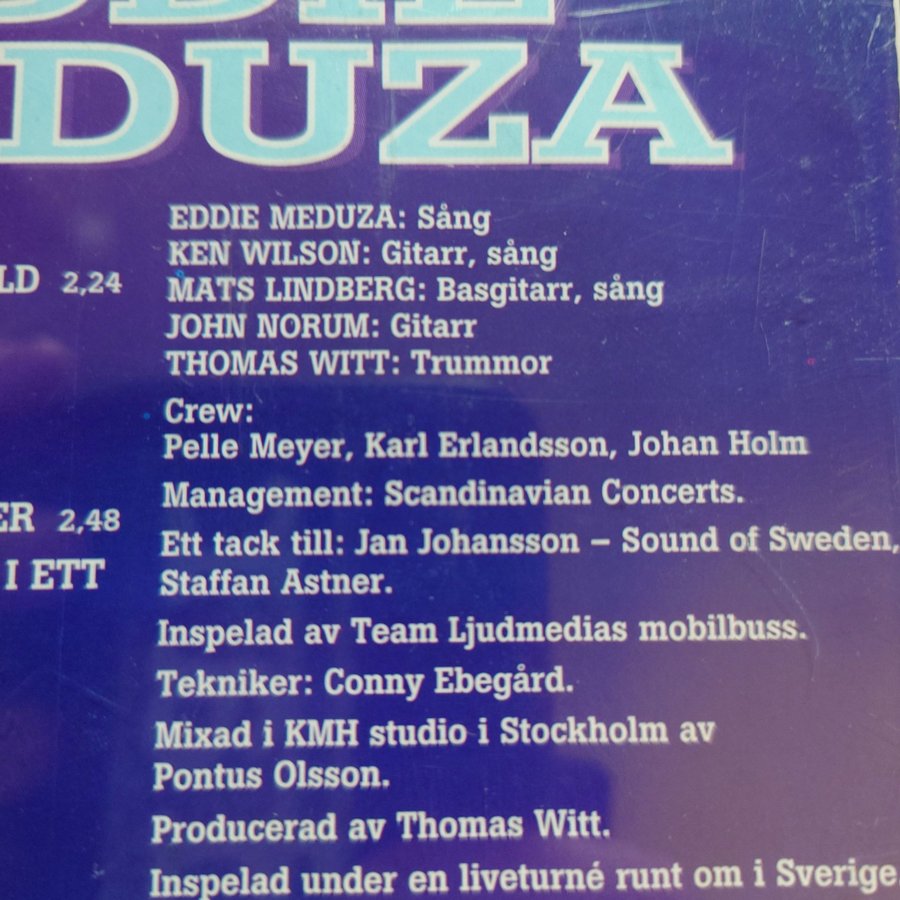 DDIE
DUZA
EDDIE MEDUZA: Sång
KEN WILSON: Gitarr, sång
LD 2,24
MATS LINDBERG: Basgitarr, sång
JOHN NORUM: Gitarr
THOMAS WITT: Trummor
Crew:
Pelle Meyer, Karl Erlandsson, Johan Holm
Management: Scandinavian Concerts.
ER 2,48
Ett tack till: Jan Johansson – Sound of Sweden,
I ETT
Staffan Astner.
Inspelad av Team Ljudmedias mobilbuss.
Tekniker: Conny Ebegård.
Mixad i KMH studio i Stockholm av
Pontus Olsson.
Producerad av Thomas Witt.
Inspelad under en liveturné runt om i Sverige.